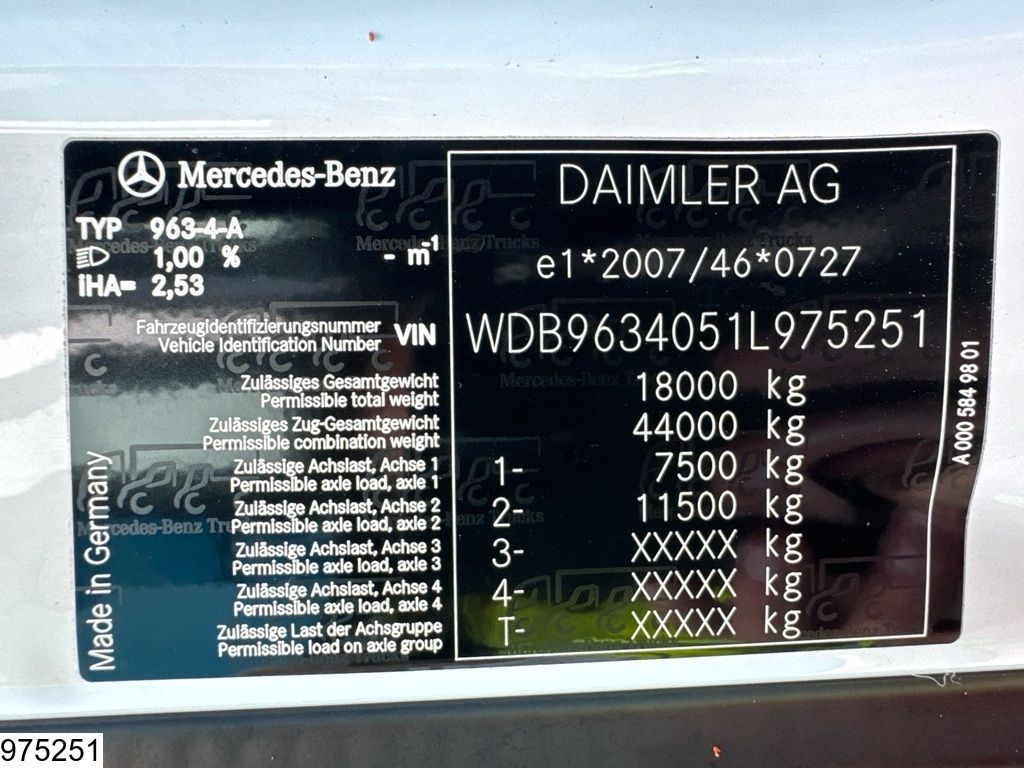 Mercedes-Benz
TYP 963-4-A
1,00 % - m-1
iHA= 2,53
DAIMLER AG
e1*2007/46*0727
Fahrzeugidentifizierungsnummer
Vehicle Identification Number
VIN WDB9634051L975251
Zulässiges Gesamtgewicht
Permissible total weight
18000 kg
Zulässiges Zug-Gesamtgewicht
Permissible combination weight
44000 kg
Zulässige Achslast, Achse 1
Permissible axle load, axle 1
1- 7500 kg
Zulässige Achslast, Achse 2
Permissible axle load, axle 2
2- 11500 kg
Zulässige Achslast, Achse 3
Permissible axle load, axle 3
3- XXXXX kg
Zulässige Achslast, Achse 4
Permissible axle load, axle 4
4- XXXXX kg
Zulässige Last der Achsgruppe
Permissible load on axle group
T- XXXXX kg
Made in Germany
A 000 584 98 01
975251